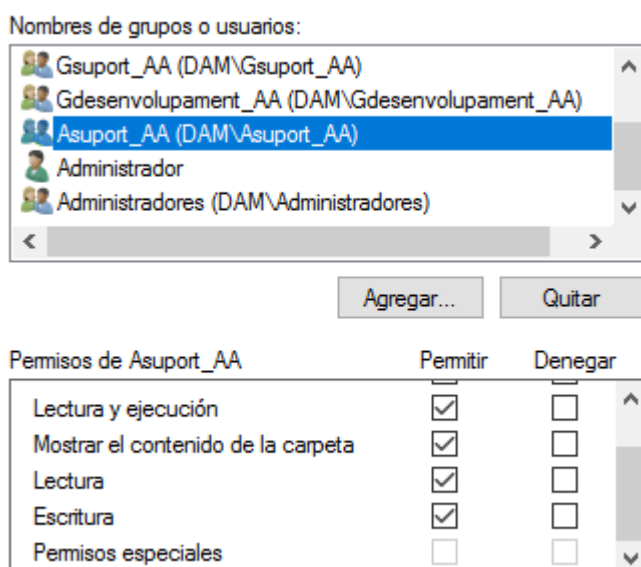 Nombres de grupos o usuarios:
Gsuport_AA (DAM\Gsuport_AA)
Gdesenvolupament_AA (DAM\Gdesenvolupament_AA)
Asuport_AA (DAM\Asuport_AA)
Administrador
Administradores (DAM\Administradores)
Agregar... Quitar
Permisos de Asuport_AA Permitir Denegar
Lectura y ejecución
Mostrar el contenido de la carpeta
Lectura
Escritura
Permisos especiales